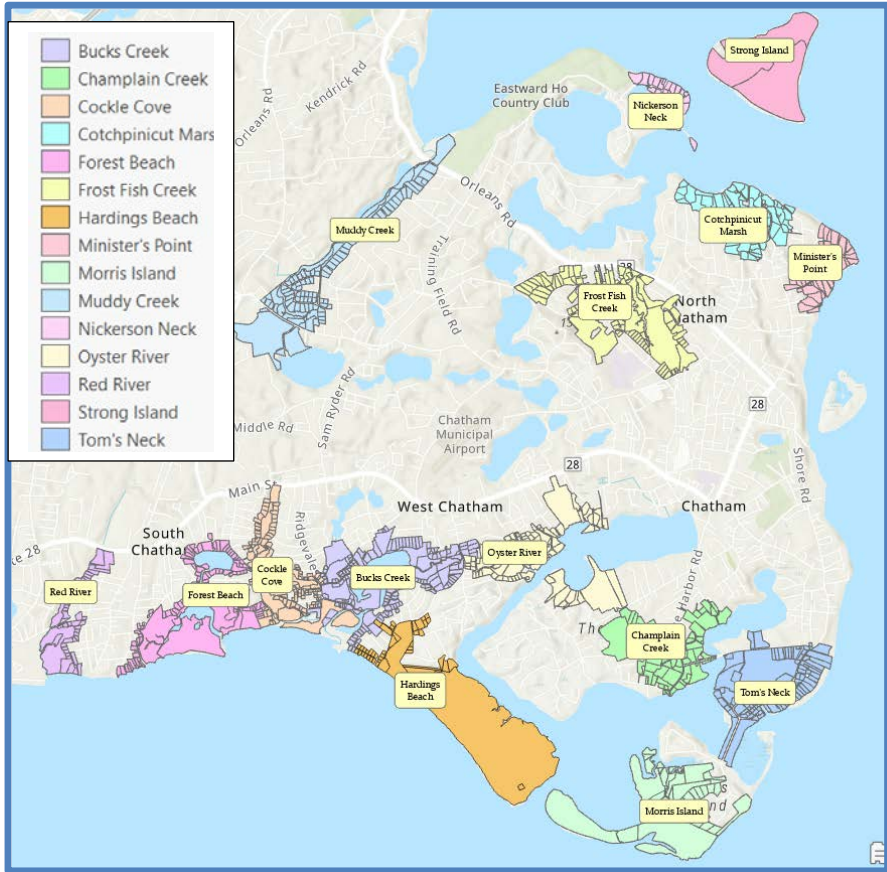 Bucks Creek
Champlain Creek
Cockle Cove
Cotchpinicut Mars
Forest Beach
Frost Fish Creek
Hardings Beach
Minister's Point
Morris Island
Muddy Creek
Nickerson Neck
Oyster River
Red River
Strong Island
Tom's Neck
Orleans Rd
Kendrick Rd
Eastward Ho
Country Club
Strong Island
Nickerson
Neck
Orleans Rd
Muddy Creek
Training Field Rd
Cotchpinicut
Marsh
Minister's
Point
28
Frost Fish
Creek
North
hatham
Sam Ryder Rd
Middle Rd
Chatham
Municipal
Airport
28
28
Shore Rd
Main S
West Chatham
Chatham
South
Chatha
Ridgevale
28
Oyster River
Cockle
Cove
Bucks Creek
Red River
Forest Beach
Harbor Rd
The
Champlain
Creek
Hardings
Beach
Tom's Neck
Morris Island